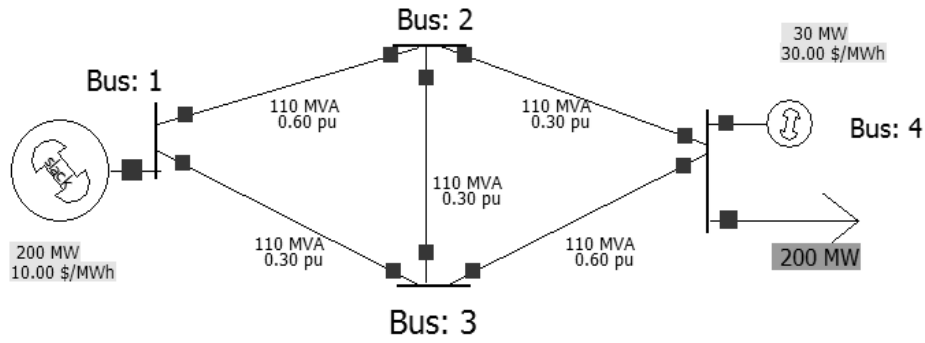 Bus: 2
30 MW
30.00 $/MWh
Bus: 1
110 MVA
0.60 pu
110 MVA
0.30 pu
Bus: 4
SLCK
110 MVA
0.30 pu
200 MW
10.00 $/MWh
110 MVA
0.30 pu
110 MVA
0.60 pu
200 MW
Bus: 3